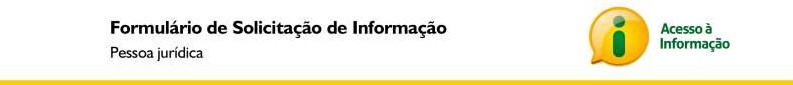 Formulário de Solicitação de Informação
Pessoa jurídica
Acesso à
Informação